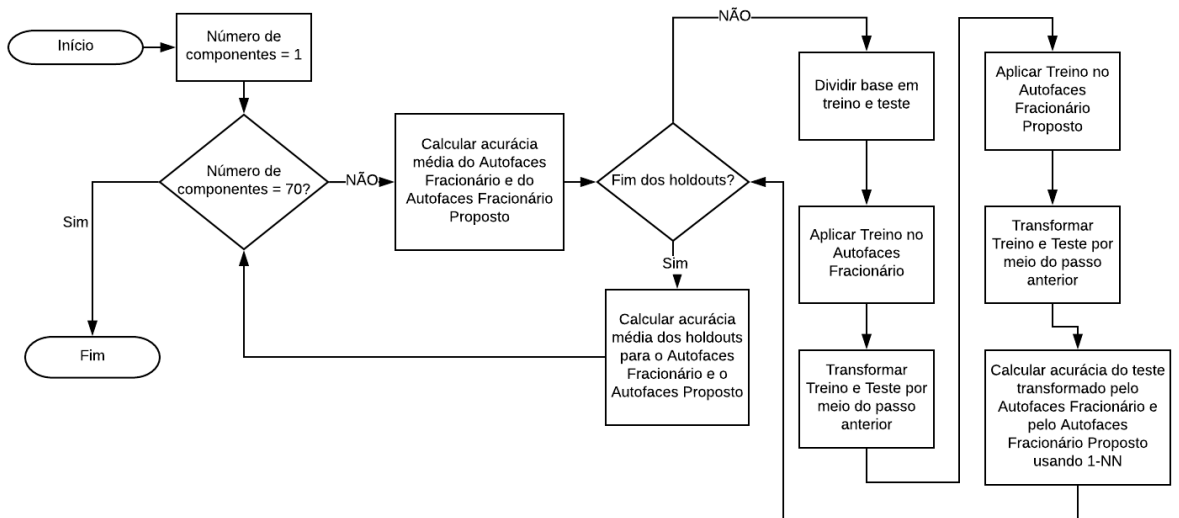 Início
Número de
componentes = 1
Número de
componentes = 70?
Sim
Fim
NÃO
Calcular acurácia
média do Autofaces
Fracionário e do
Autofaces Fracionário
Proposto
Fim dos holdouts?
Sim
Calcular acurácia
média dos holdouts
para o Autofaces
Fracionário e o
Autofaces Proposto
NÃO
Dividir base em
treino e teste
Aplicar Treino no
Autofaces
Fracionário
Transformar
Treino e Teste por
meio do passo
anterior
Aplicar Treino no
Autofaces
Fracionário
Proposto
Transformar
Treino e Teste por
meio do passo
anterior
Calcular acurácia do teste
transformado pelo
Autofaces Fracionário e
pelo Autofaces
Fracionário Proposto
usando 1-NN